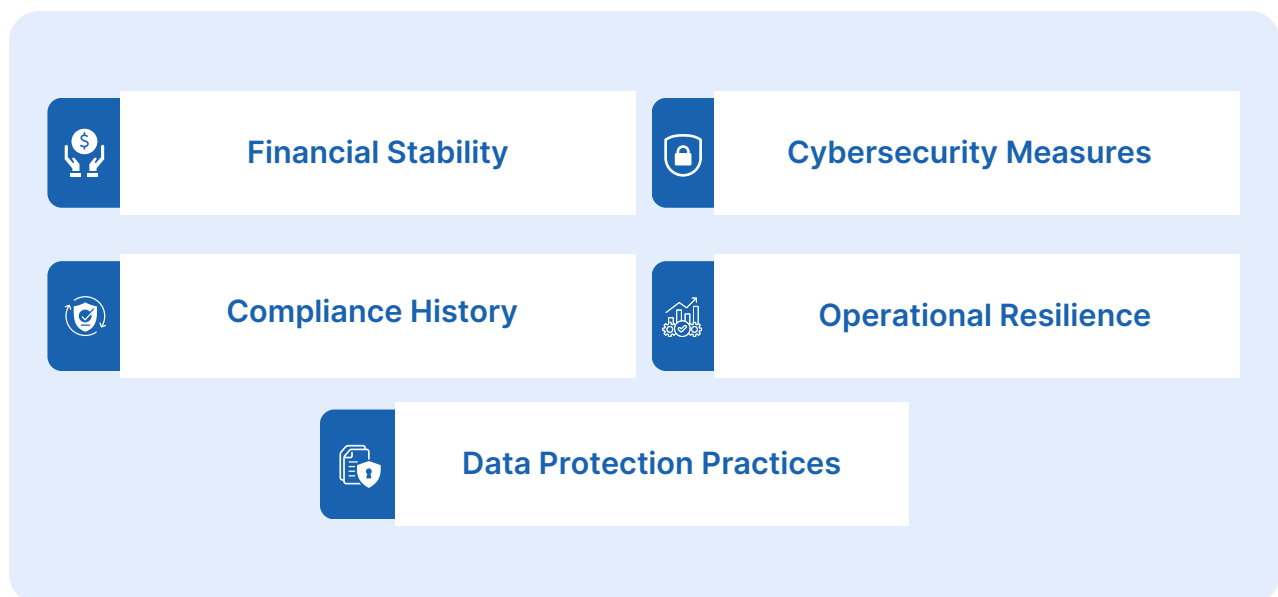 Financial Stability
Cybersecurity Measures
Compliance History
Operational Resilience
Data Protection Practices